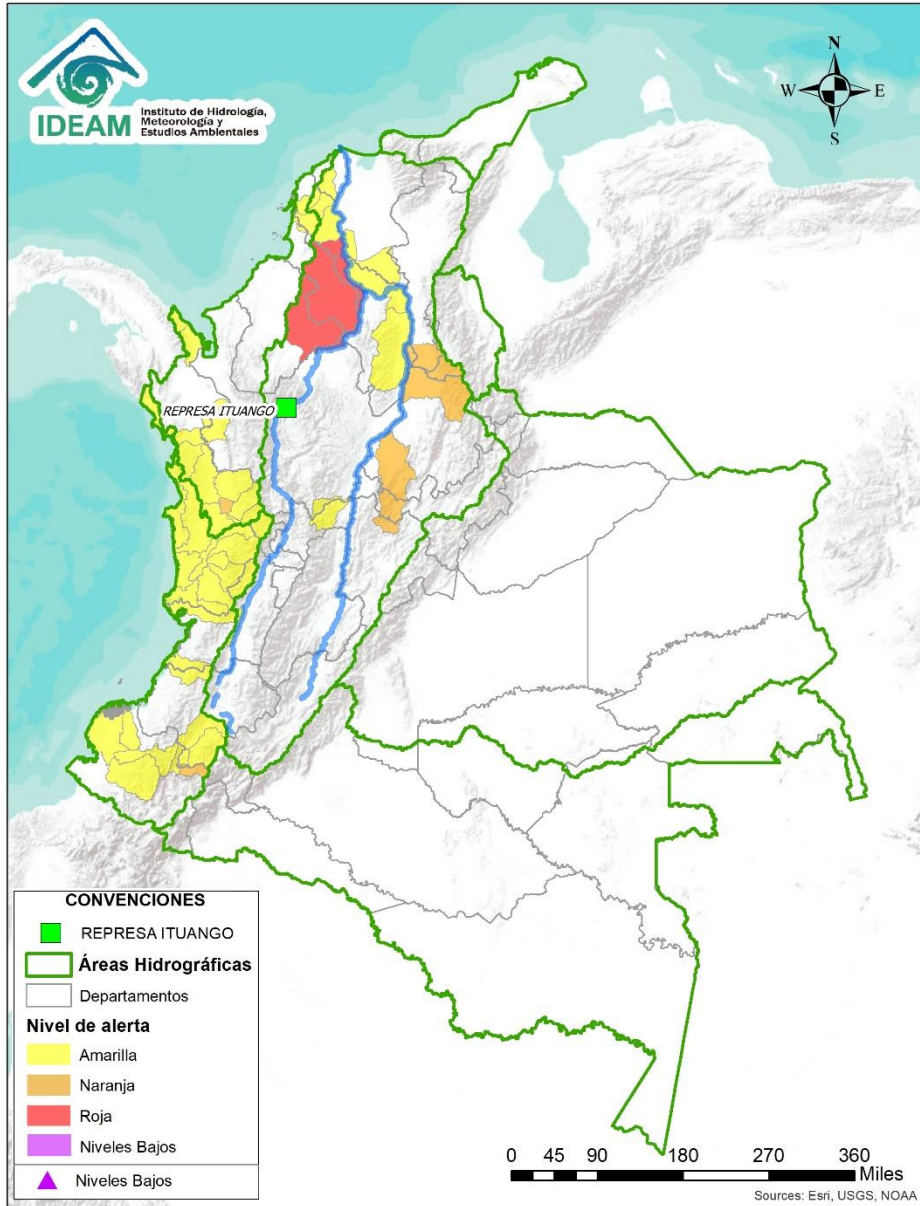 IDEAM
Instituto de Hidrología,
Meteorología y
Estudios Ambientales
N
W E
S
REPRESA ITUANGO
CONVENCIONES
REPRESA ITUANGO
Áreas Hidrográficas
Departamentos
Nivel de alerta
Amarilla
Naranja
Roja
Niveles Bajos
Niveles Bajos
0 45 90 180 270 360
Miles
Sources: Esri, USGS, NOAA